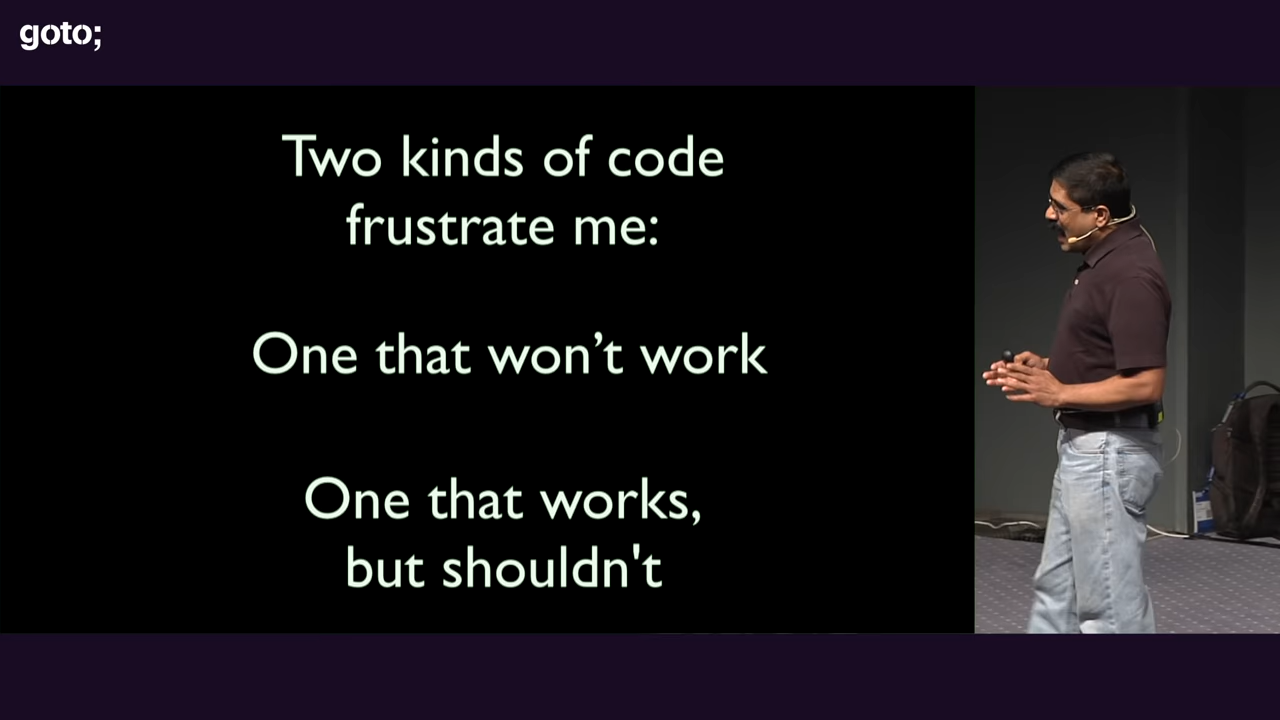 goto;
Two kinds of code
frustrate me:
One that won’t work
One that works,
but shouldn't